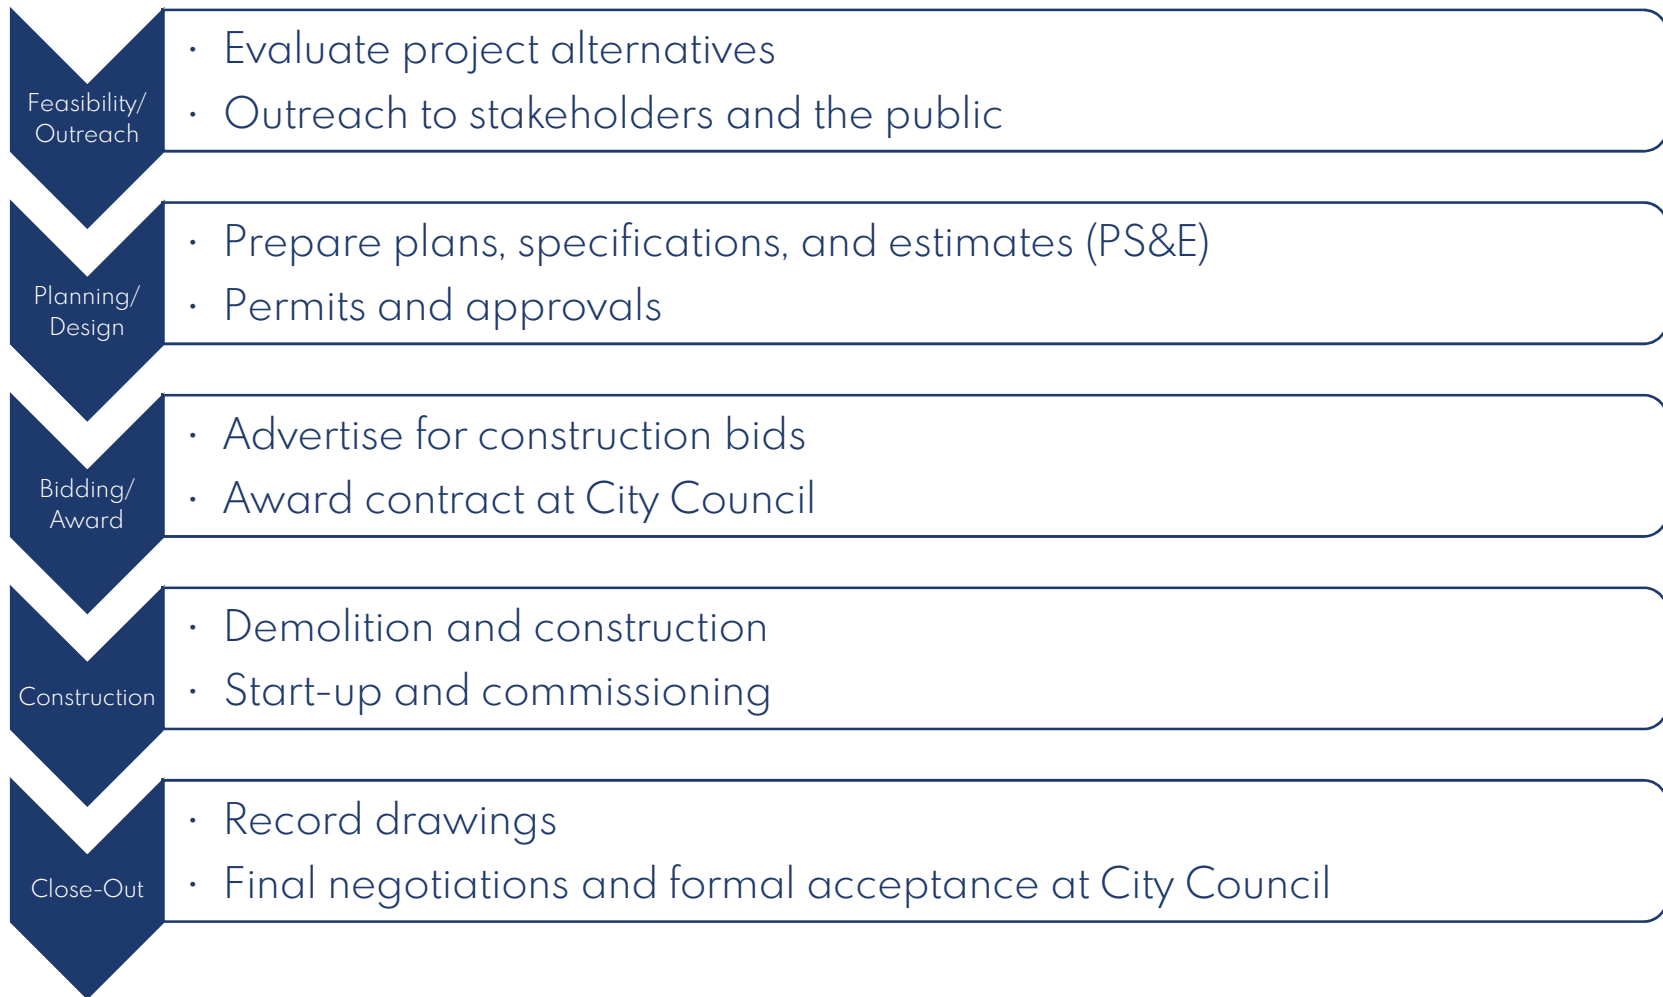 Feasibility/
Outreach
· Evaluate project alternatives
· Outreach to stakeholders and the public
Planning/
Design
· Prepare plans, specifications, and estimates (PS&E)
· Permits and approvals
Bidding/
Award
· Advertise for construction bids
· Award contract at City Council
Construction
· Demolition and construction
· Start-up and commissioning
Close-Out
· Record drawings
· Final negotiations and formal acceptance at City Council